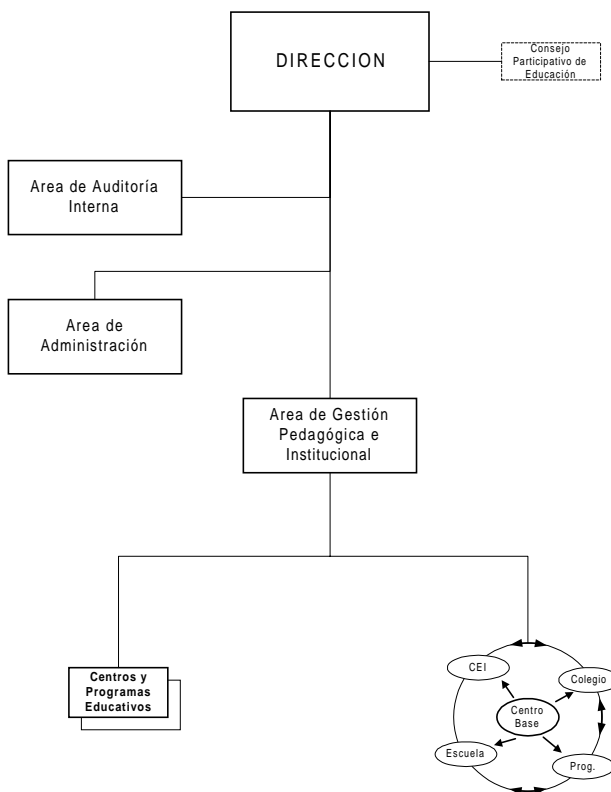 DIRECCION
Consejo
Participativo de
Educación
Area de Auditoría
Interna
Area de
Administración
Area de Gestión
Pedagógica e
Institucional
Centros y
Programas
Educativos
CEI
Colegio
Centro
Base
Escuela
Prog.